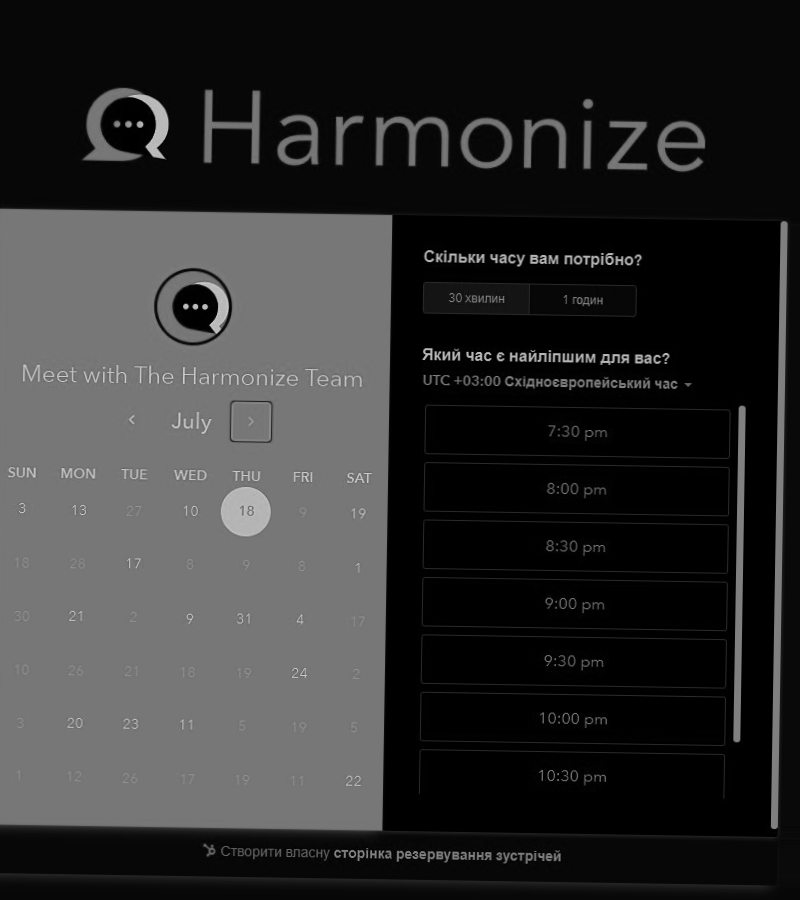 Harmonize
Meet with The Harmonize Team
July
SUN MON TUE WED THU FRI SAT
3 13 27 10 18 9 19
18 28 17 8 9 8 1
30 21 2 9 31 4 17
10 26 21 18 19 24 2
3 20 23 11 5 19 5
1 12 26 17 19 11 22
Скільки часу вам потрібно?
30 хвилин 1 годин
Який час є найліпшим для вас?
UTC +03:00 Східноєвропейський час
7:30 pm
8:00 pm
8:30 pm
9:00 pm
9:30 pm
10:00 pm
10:30 pm
Створити власну сторінка резервування зустрічей